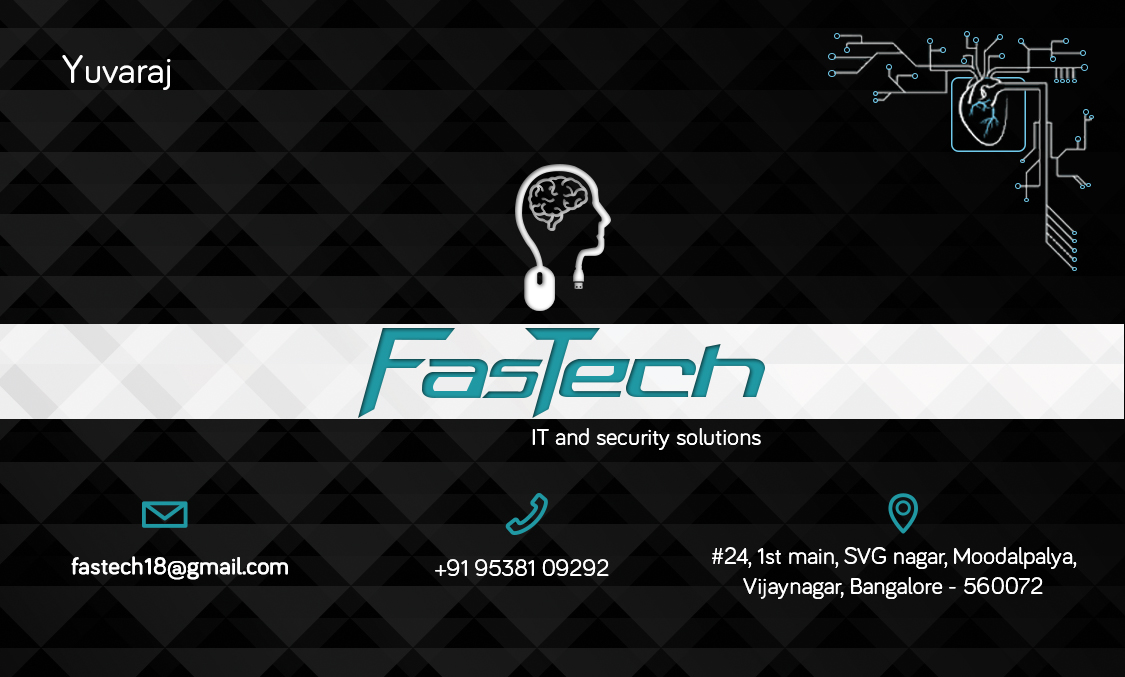 Yuvaraj
FasTech
IT and security solutions
fastech18@gmail.com
+91 95381 09292
#24, 1st main, SVG nagar, Moodalpalya,
Vijaynagar, Bangalore - 560072